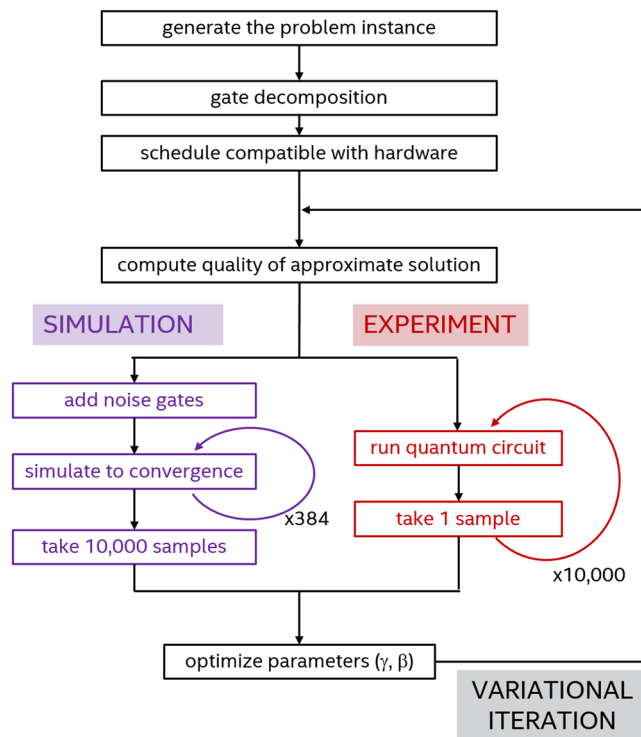 generate the problem instance
gate decomposition
schedule compatible with hardware
compute quality of approximate solution
SIMULATION
EXPERIMENT
add noise gates
simulate to convergence
x384
take 10,000 samples
run quantum circuit
take 1 sample
x10,000
optimize parameters (γ, β)
VARIATIONAL
ITERATION